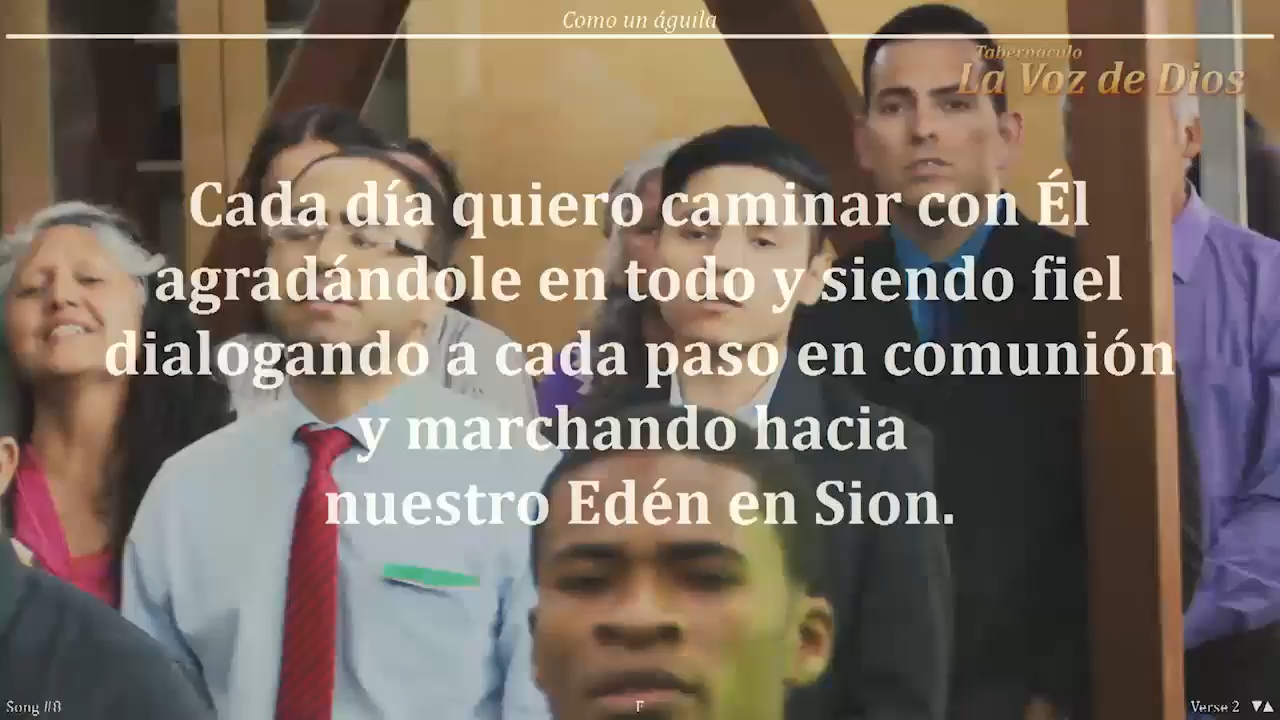 Como un águila
Tabernaculo
La Voz de Dios
Cada día quiero caminar con Él
agradándole en todo y siendo fiel
dialogando a cada paso en comunión
y marchando hacia
nuestro Edén en Sion.
Song #8
F
Verse 2 ▼▲